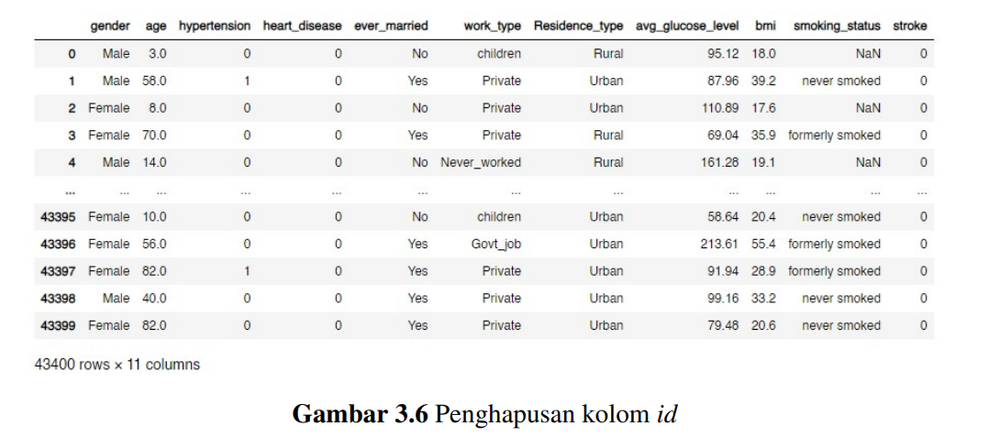 gender age hypertension heart_disease ever_married work_type Residence_type avg_glucose_level bmi smoking_status stroke
0 Male 3.0 0 0 No children Rural 95.12 18.0 NaN 0
1 Male 58.0 1 0 Yes Private Urban 87.96 39.2 never smoked 0
2 Female 8.0 0 0 No Private Urban 110.89 17.6 NaN 0
3 Female 70.0 0 0 Yes Private Rural 69.04 35.9 formerly smoked 0
4 Male 14.0 0 0 No Never_worked Rural 161.28 19.1 NaN 0
... ... ... ... ... ... ... ... ... ... ... ...
43395 Female 10.0 0 0 No children Urban 58.64 20.4 never smoked 0
43396 Female 56.0 0 0 Yes Govt_job Urban 213.61 55.4 formerly smoked 0
43397 Female 82.0 1 0 Yes Private Urban 91.94 28.9 formerly smoked 0
43398 Male 40.0 0 0 Yes Private Urban 99.16 33.2 never smoked 0
43399 Female 82.0 0 0 Yes Private Urban 79.48 20.6 never smoked 0
43400 rows × 11 columns
Gambar 3.6 Penghapusan kolom id